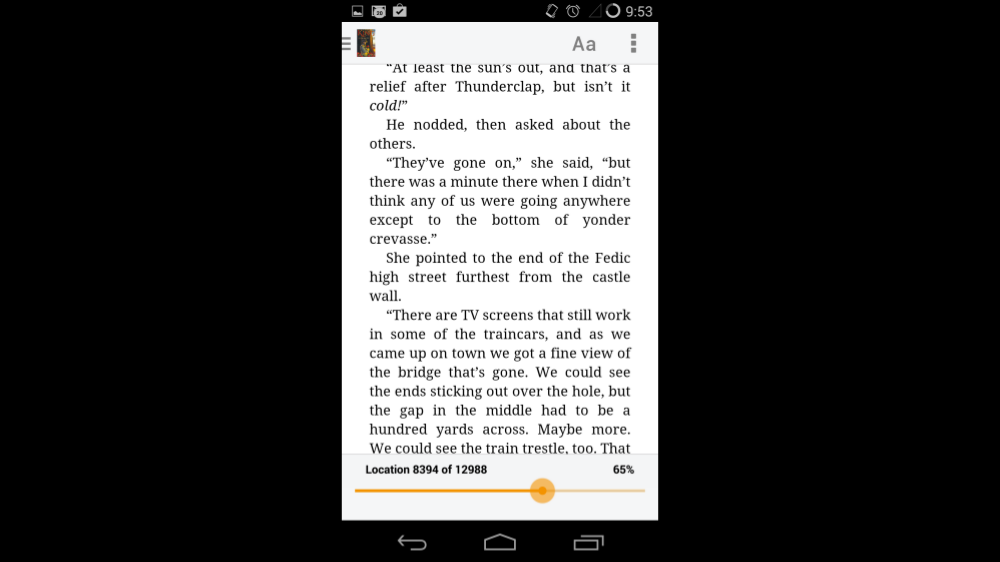 9:53
Aa
“At least the sun’s out, and that’s a
relief after Thunderclap, but isn’t it
cold!”
He nodded, then asked about the
others.
“They’ve gone on,” she said, “but
there was a minute there when I didn’t
think any of us were going anywhere
except to the bottom of yonder
crevasse.”
She pointed to the end of the Fedic
high street furthest from the castle
wall.
“There are TV screens that still work
in some of the traincars, and as we
came up on town we got a fine view of
the bridge that’s gone. We could see
the ends sticking out over the hole, but
the gap in the middle had to be a
hundred yards across. Maybe more.
We could see the train trestle, too. That
Location 8394 of 12988 65%